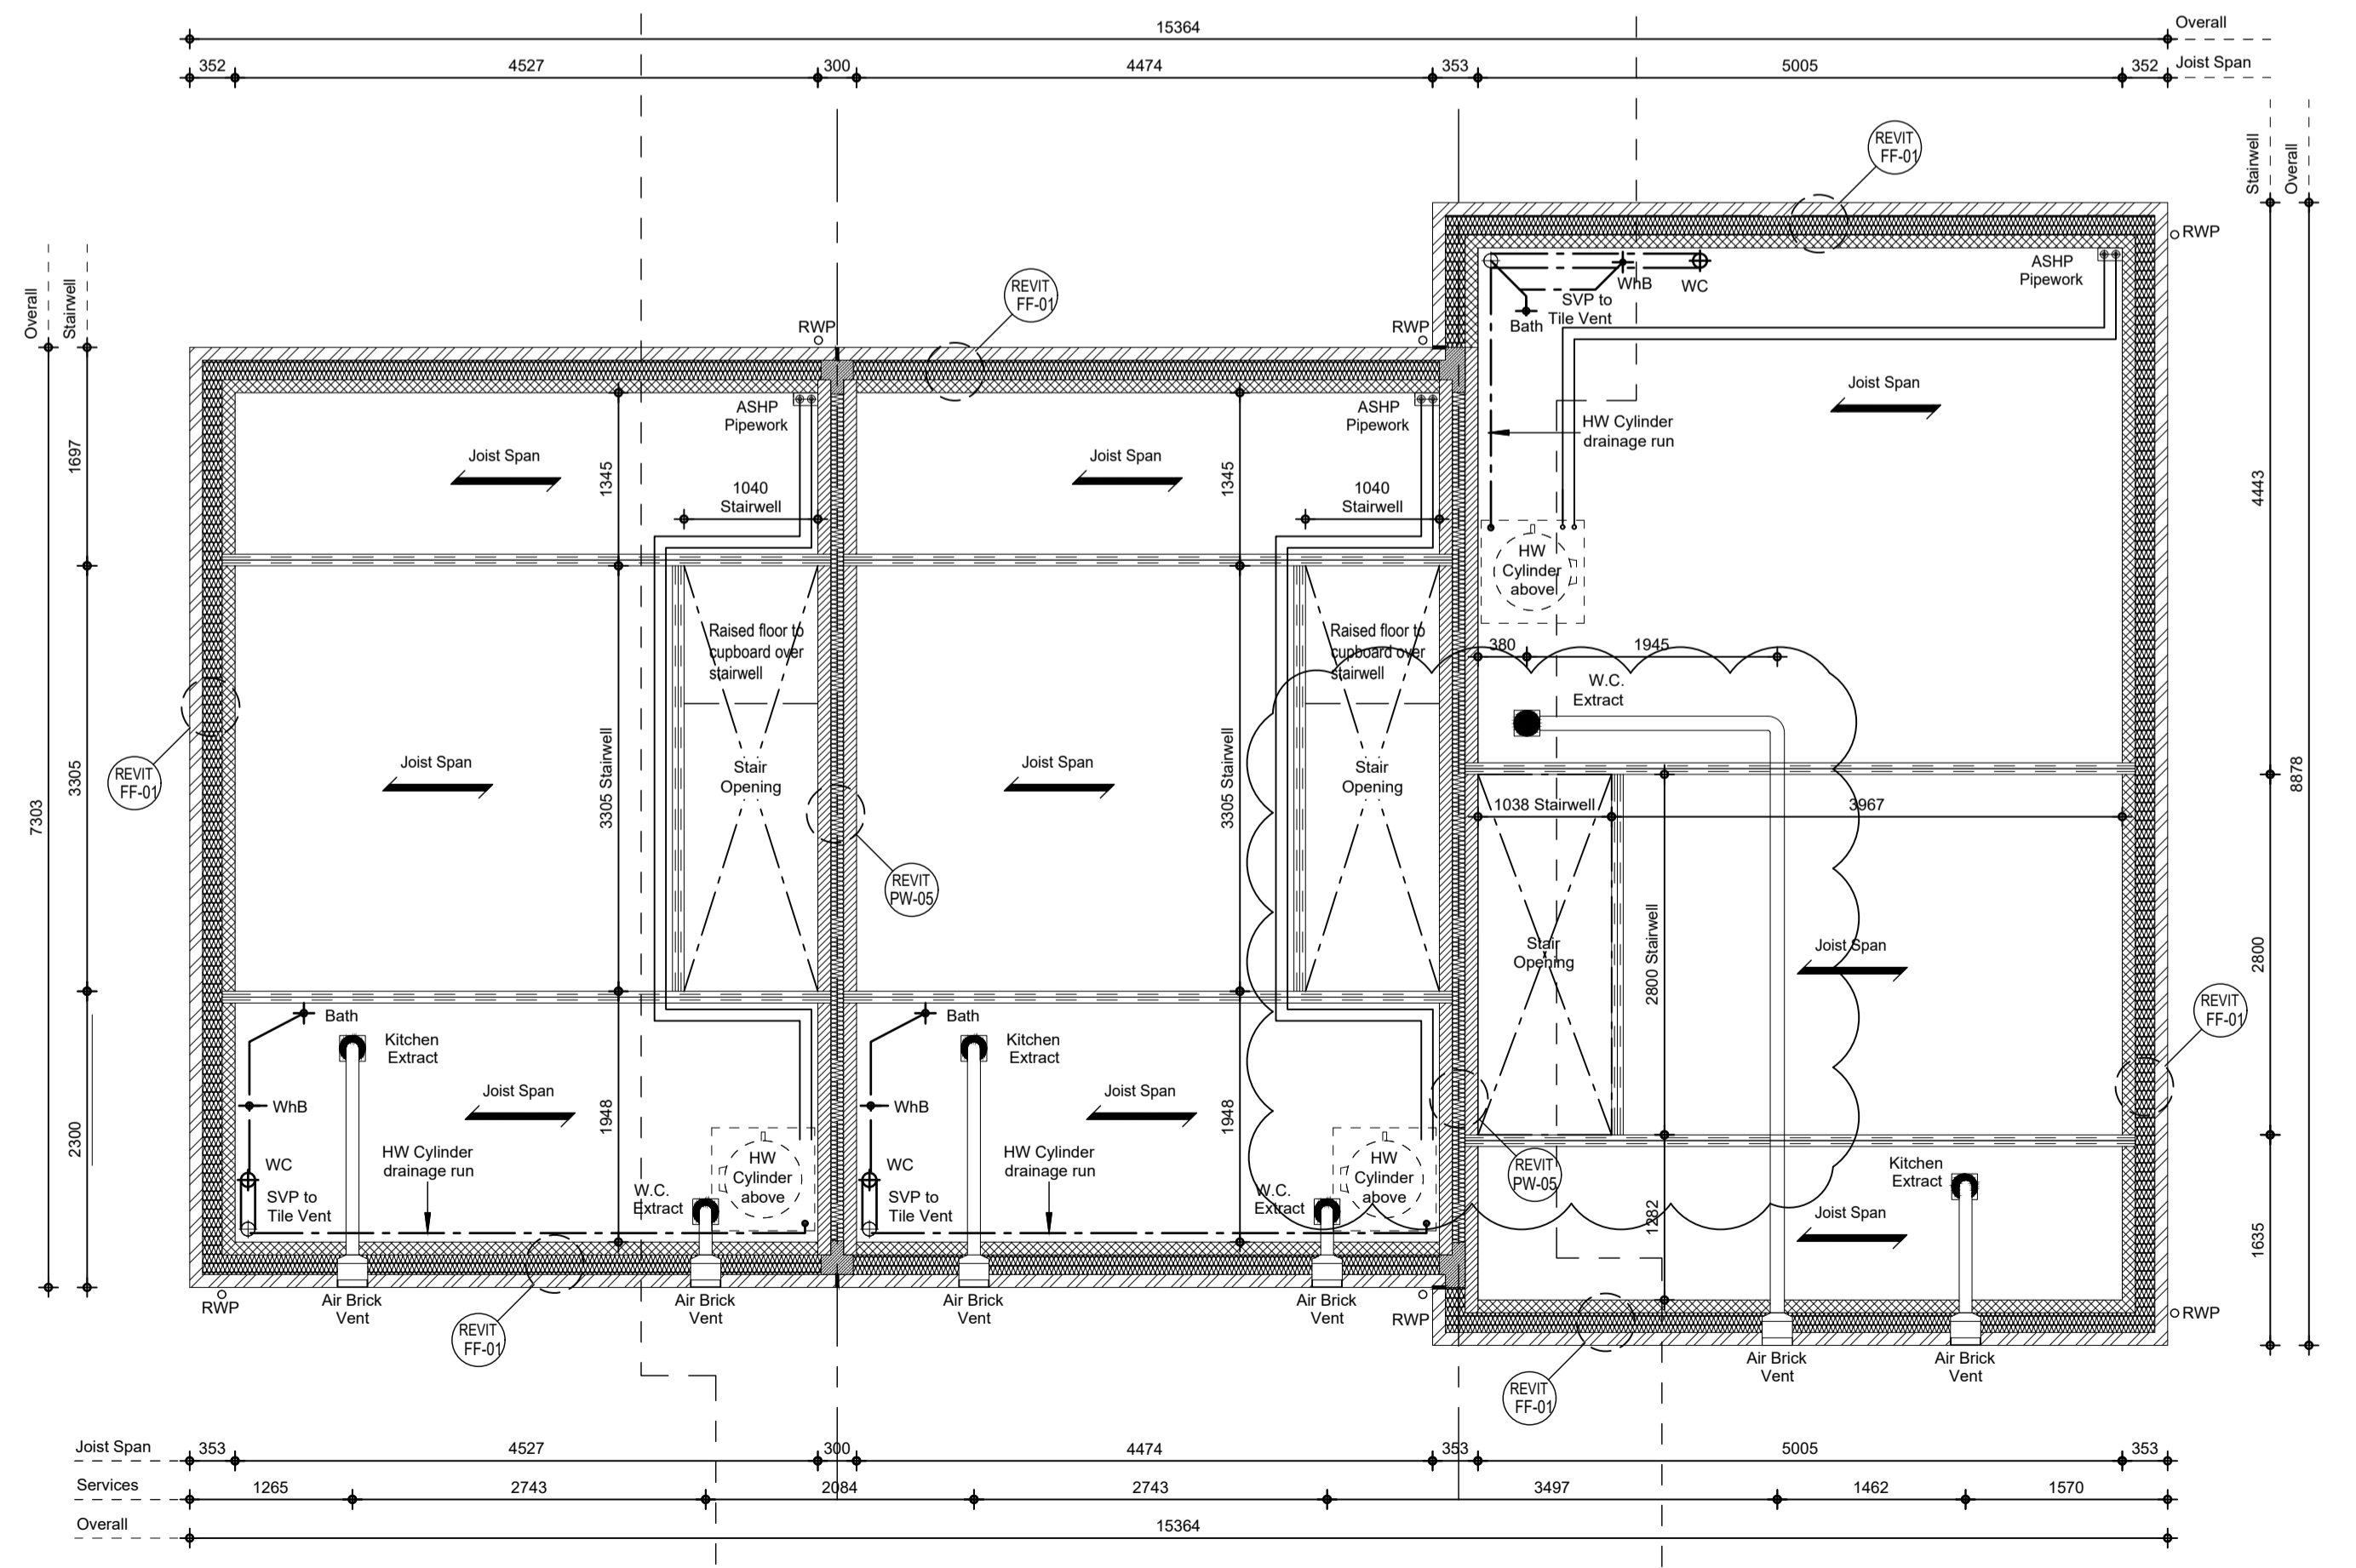 15364
Overall
352
4527
300
4474
353
5005
352
Joist Span
Overall
Stairwell
Stairwell
Overall
REVIT
FF-01
REVIT
FF-01
RWP
RWP
RWP
ASHP
Pipework
ASHP
Pipework
ASHP
Pipework
WhB
WC
SVP to
Tile Vent
Bath
Joist Span
HW Cylinder
drainage run
Joist Span
Joist Span
1697
1345
1345
4443
1040
Stairwell
1040
Stairwell
HW
Cylinder
above
Raised floor to
cupboard over
stairwell
Raised floor to
cupboard over
stairwell
380
1945
W.C.
Extract
REVIT
FF-01
7303
3305
Joist Span
3305 Stairwell
Stair
Opening
Joist Span
3305 Stairwell
Stair
Opening
1038 Stairwell
3967
8878
REVIT
PW-05
Stair
Opening
2800 Stairwell
Joist Span
2800
REVIT
FF-01
Bath
Kitchen
Extract
Joist Span
WhB
1948
2300
WC
HW Cylinder
drainage run
SVP to
Tile Vent
W.C.
Extract
HW
Cylinder
above
Bath
Kitchen
Extract
Joist Span
WhB
1948
WC
HW Cylinder
drainage run
SVP to
Tile Vent
W.C.
Extract
HW
Cylinder
above
REVIT
PW-05
Kitchen
Extract
1282
Joist Span
1635
RWP
Air Brick
Vent
Air Brick
Vent
Air Brick
Vent
Air Brick
Vent
RWP
RWP
REVIT
FF-01
Air Brick
Vent
Air Brick
Vent
REVIT
FF-01
Joist Span
353
4527
300
4474
353
5005
353
Services
1265
2743
2084
2743
3497
1462
1570
Overall
15364